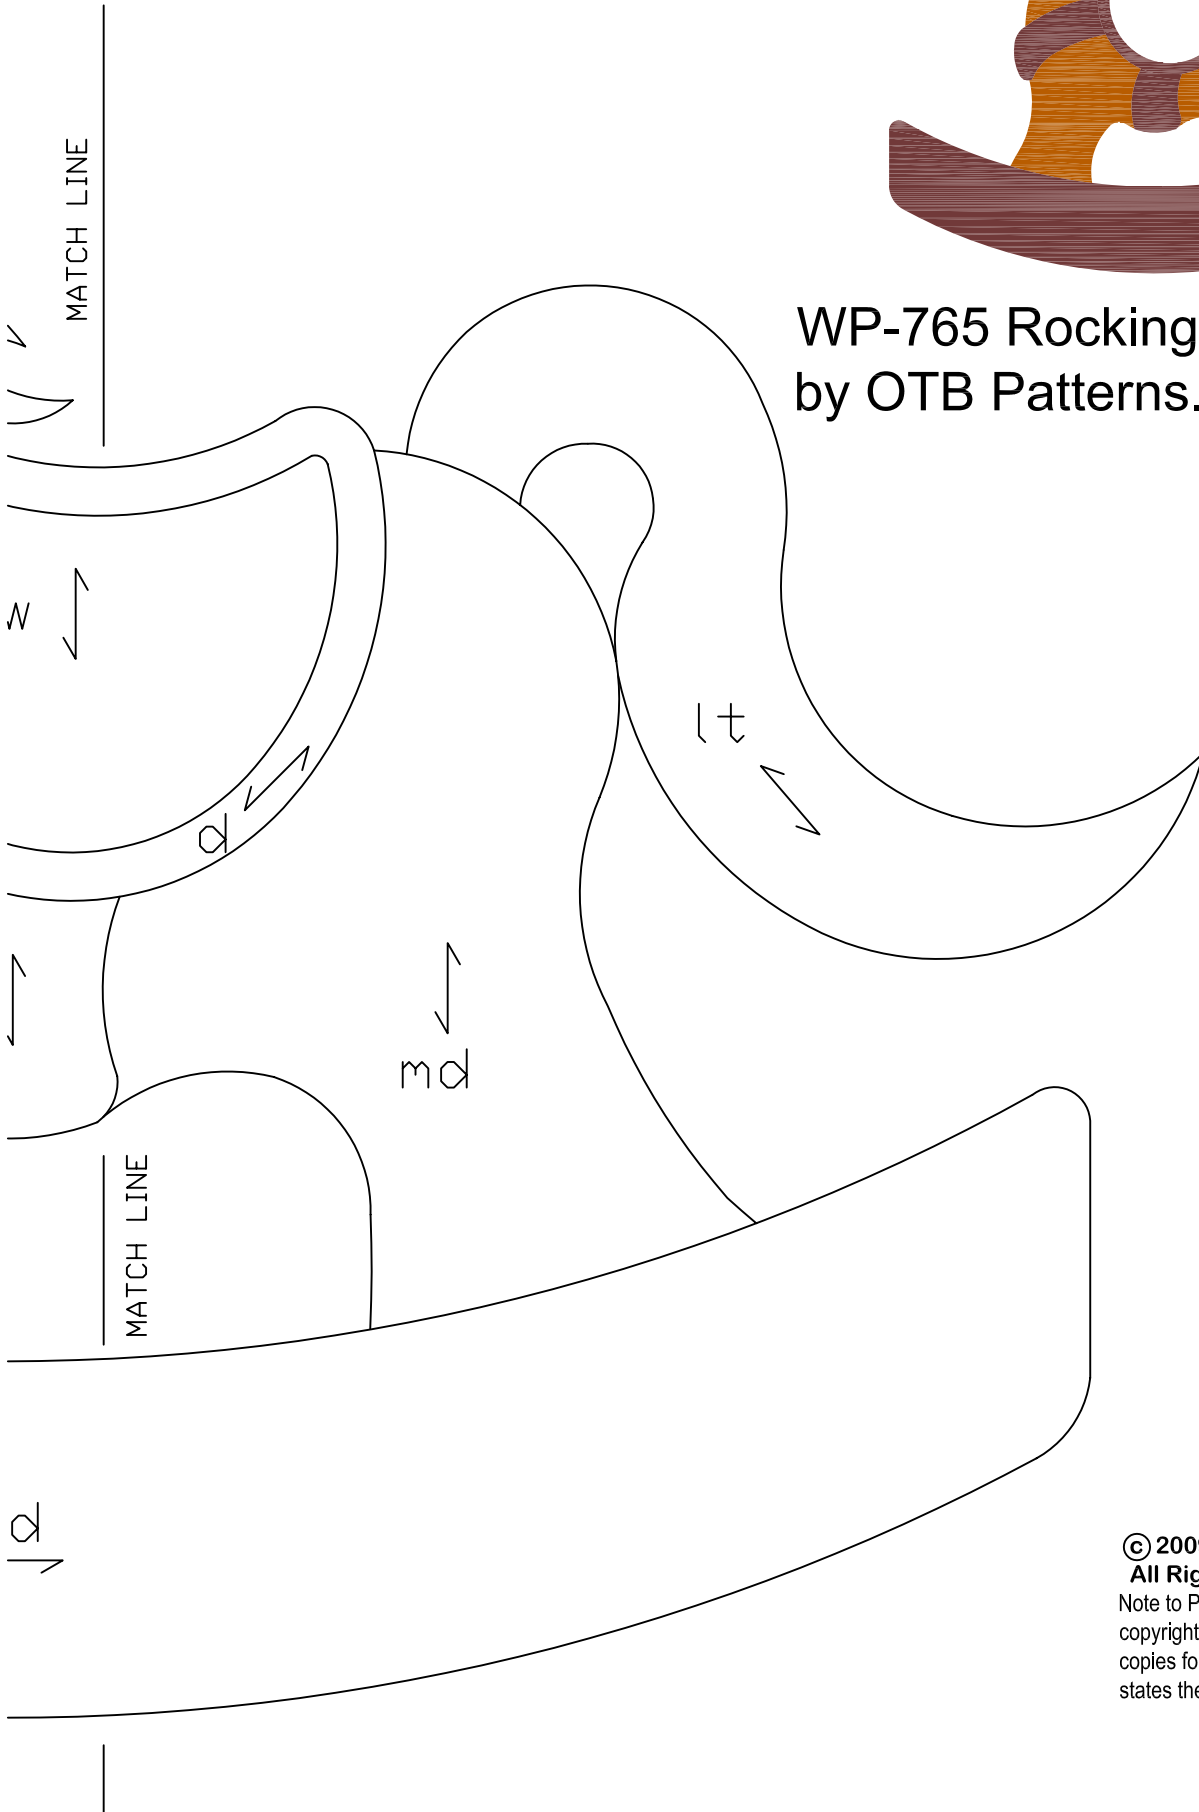 MATCH LINE
WP-765 Rocking
by OTB Patterns.
w
lt
d
md
MATCH LINE
d
© 2009
All Rig
Note to P
copyright
copies fo
states the